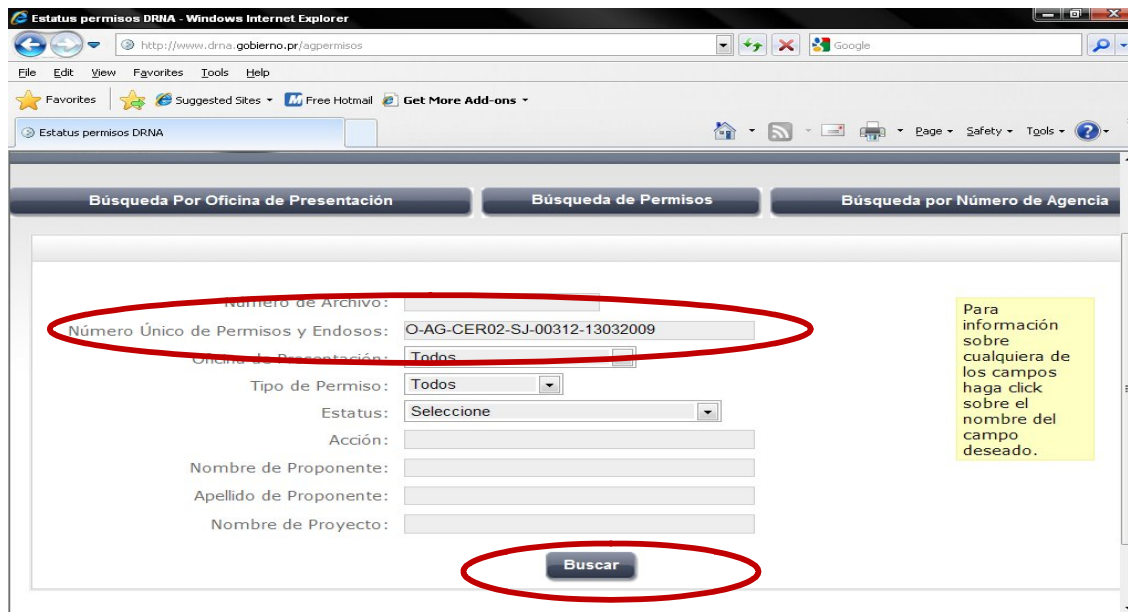 Estatus permisos DRNA - Windows Internet Explorer
http://www.drna.gobierno.pr/agpermisos
Google
File Edit View Favorites Tools Help
Favorites Suggested Sites Free Hotmail Get More Add-ons
Estatus permisos DRNA
Page Safety Tools
Búsqueda Por Oficina de Presentación Búsqueda de Permisos Búsqueda por Número de Agencia
Número de Archivo:
Número Único de Permisos y Endosos: O-AG-CER02-SJ-00312-13032009
Oficina de Presentación: Todos
Tipo de Permiso: Todos
Estatus: Seleccione
Acción:
Nombre de Proponente:
Apellido de Proponente:
Nombre de Proyecto:
Buscar
Para
información
sobre
cualquiera de
los campos
haga click
sobre el
nombre del
campo
deseado.